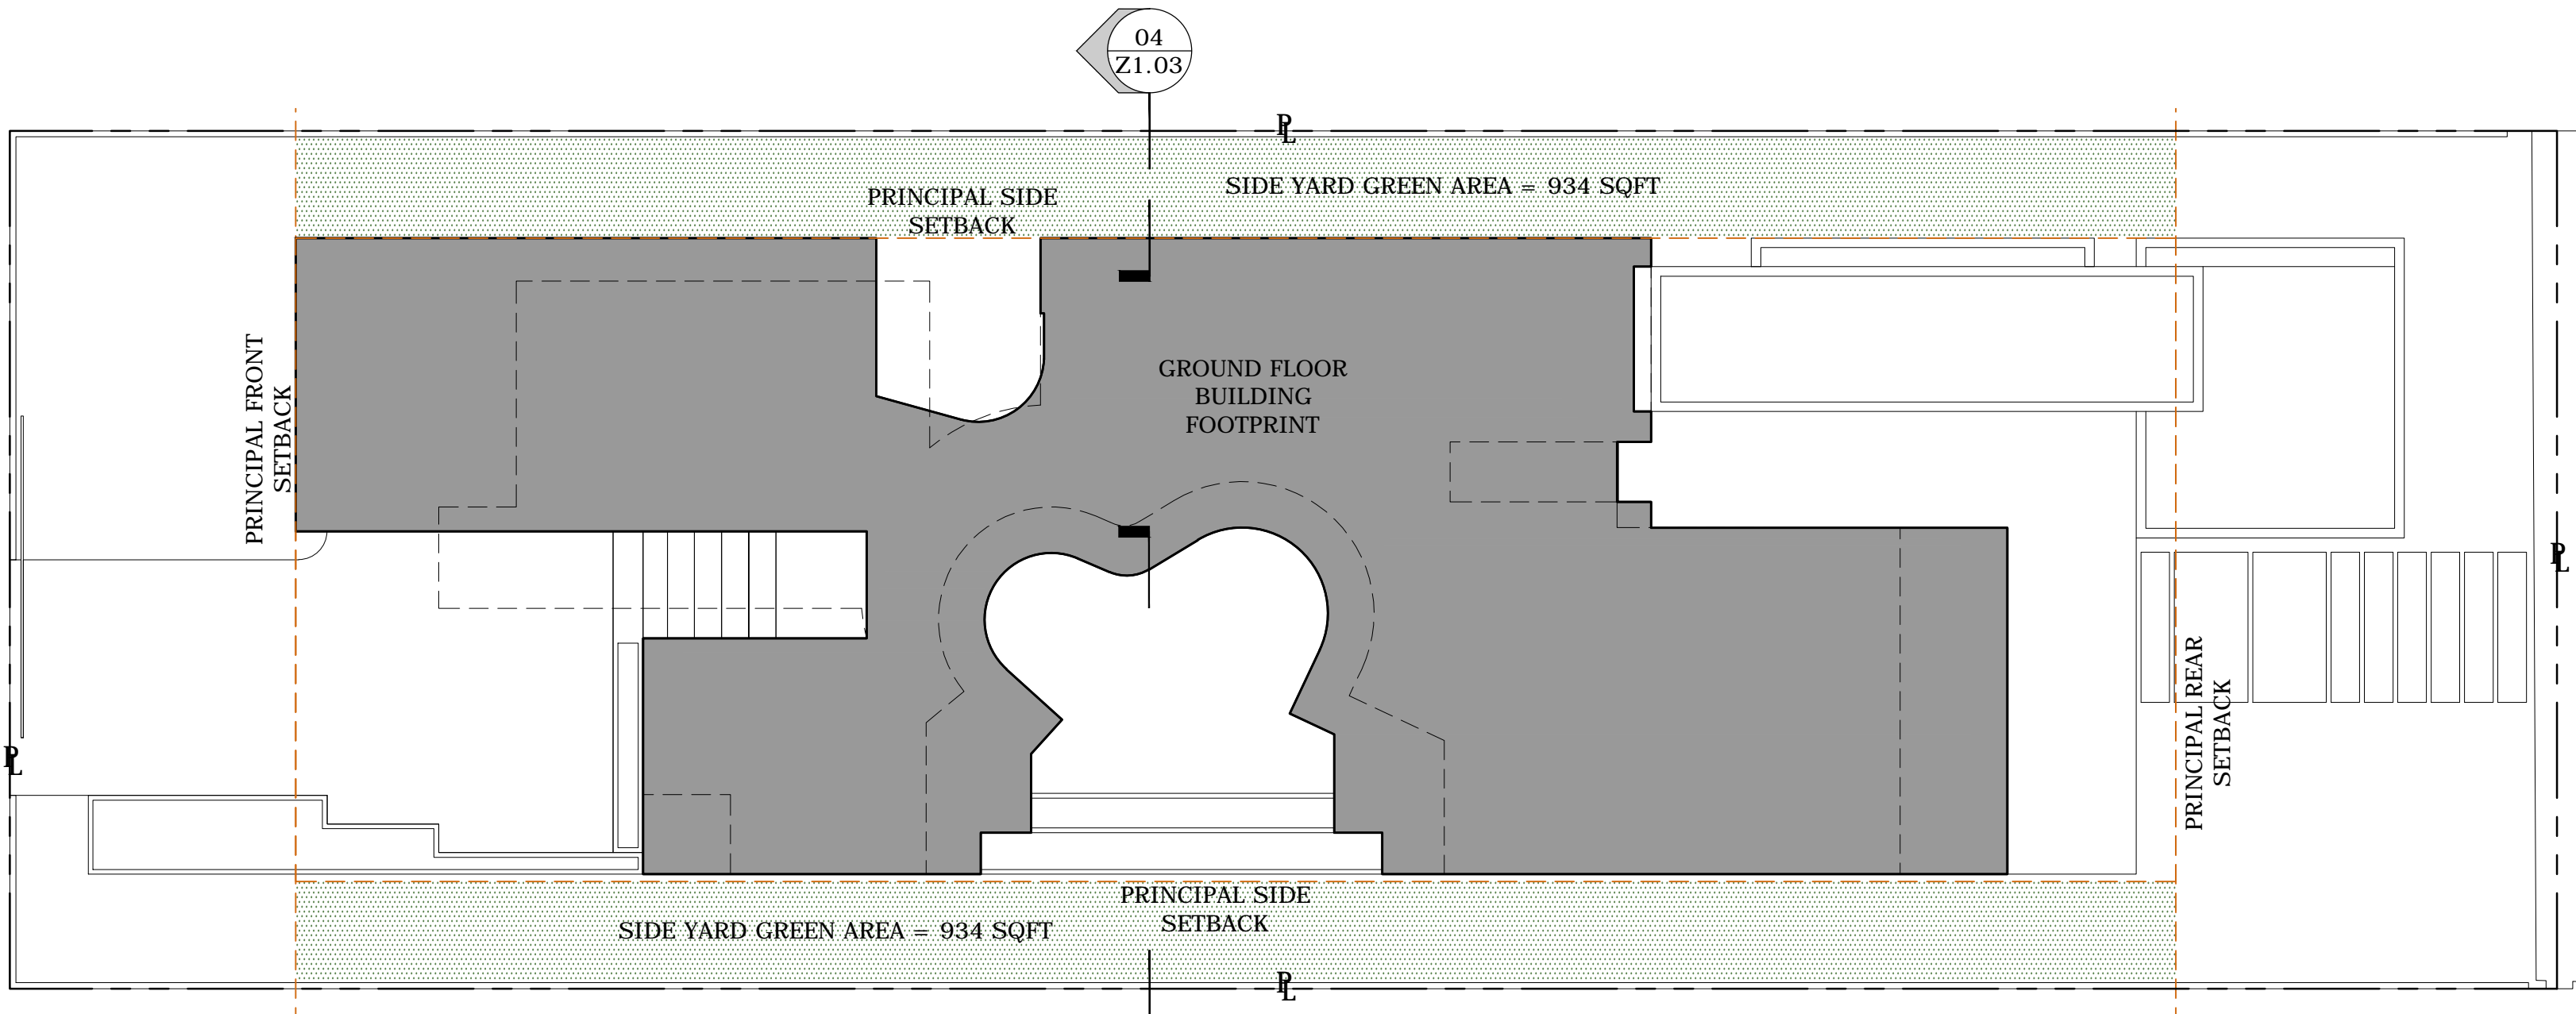 04
Z1.03
PL
SIDE YARD GREEN AREA = 934 SQFT
PRINCIPAL SIDE
SETBACK
GROUND FLOOR
BUILDING
FOOTPRINT
PRINCIPAL FRONT
SETBACK
PL
PL
PRINCIPAL REAR
SETBACK
PRINCIPAL SIDE
SETBACK
SIDE YARD GREEN AREA = 934 SQFT
PL